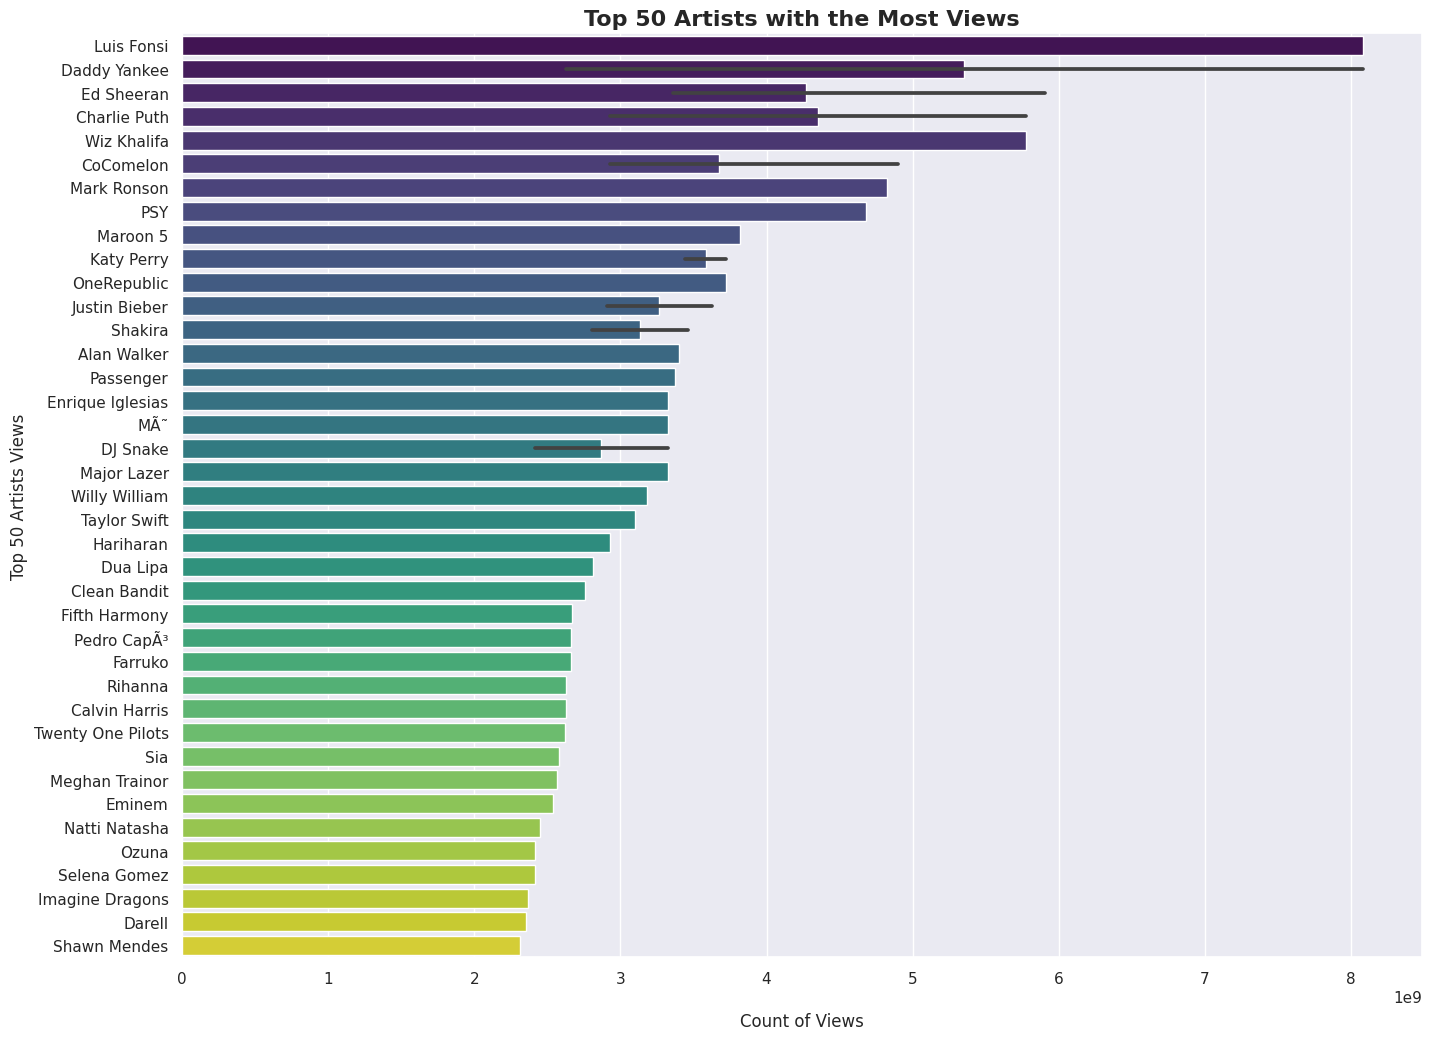 Top 50 Artists with the Most Views
Luis Fonsi
Daddy Yankee
Ed Sheeran
Charlie Puth
Wiz Khalifa
CoComelon
Mark Ronson
PSY
Maroon 5
Katy Perry
OneRepublic
Justin Bieber
Shakira
Alan Walker
Passenger
Enrique Iglesias
MÃ˜
DJ Snake
Major Lazer
Willy William
Taylor Swift
Hariharan
Dua Lipa
Clean Bandit
Fifth Harmony
Pedro CapÃ³
Farruko
Rihanna
Calvin Harris
Twenty One Pilots
Sia
Meghan Trainor
Eminem
Natti Natasha
Ozuna
Selena Gomez
Imagine Dragons
Darell
Shawn Mendes
Top 50 Artists Views
0 1 2 3 4 5 6 7 8
1e9
Count of Views